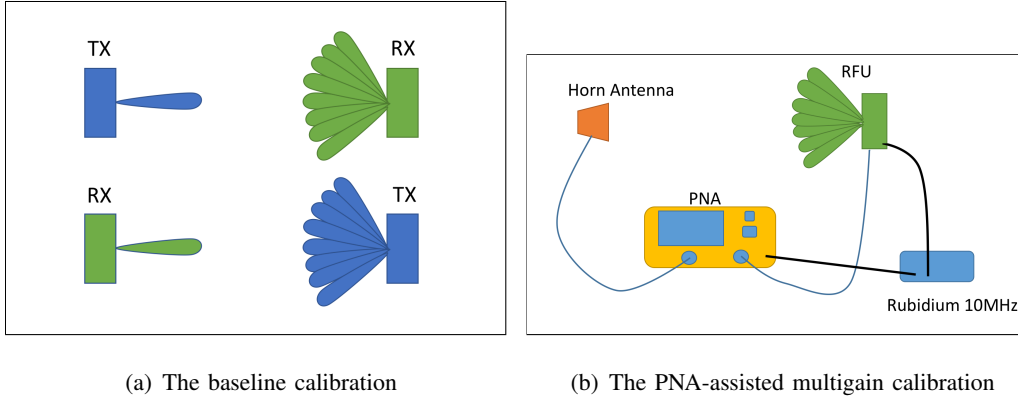 TX
RX
RX
TX
(a) The baseline calibration
Horn Antenna
RFU
PNA
Rubidium 10MHz
(b) The PNA-assisted multigain calibration